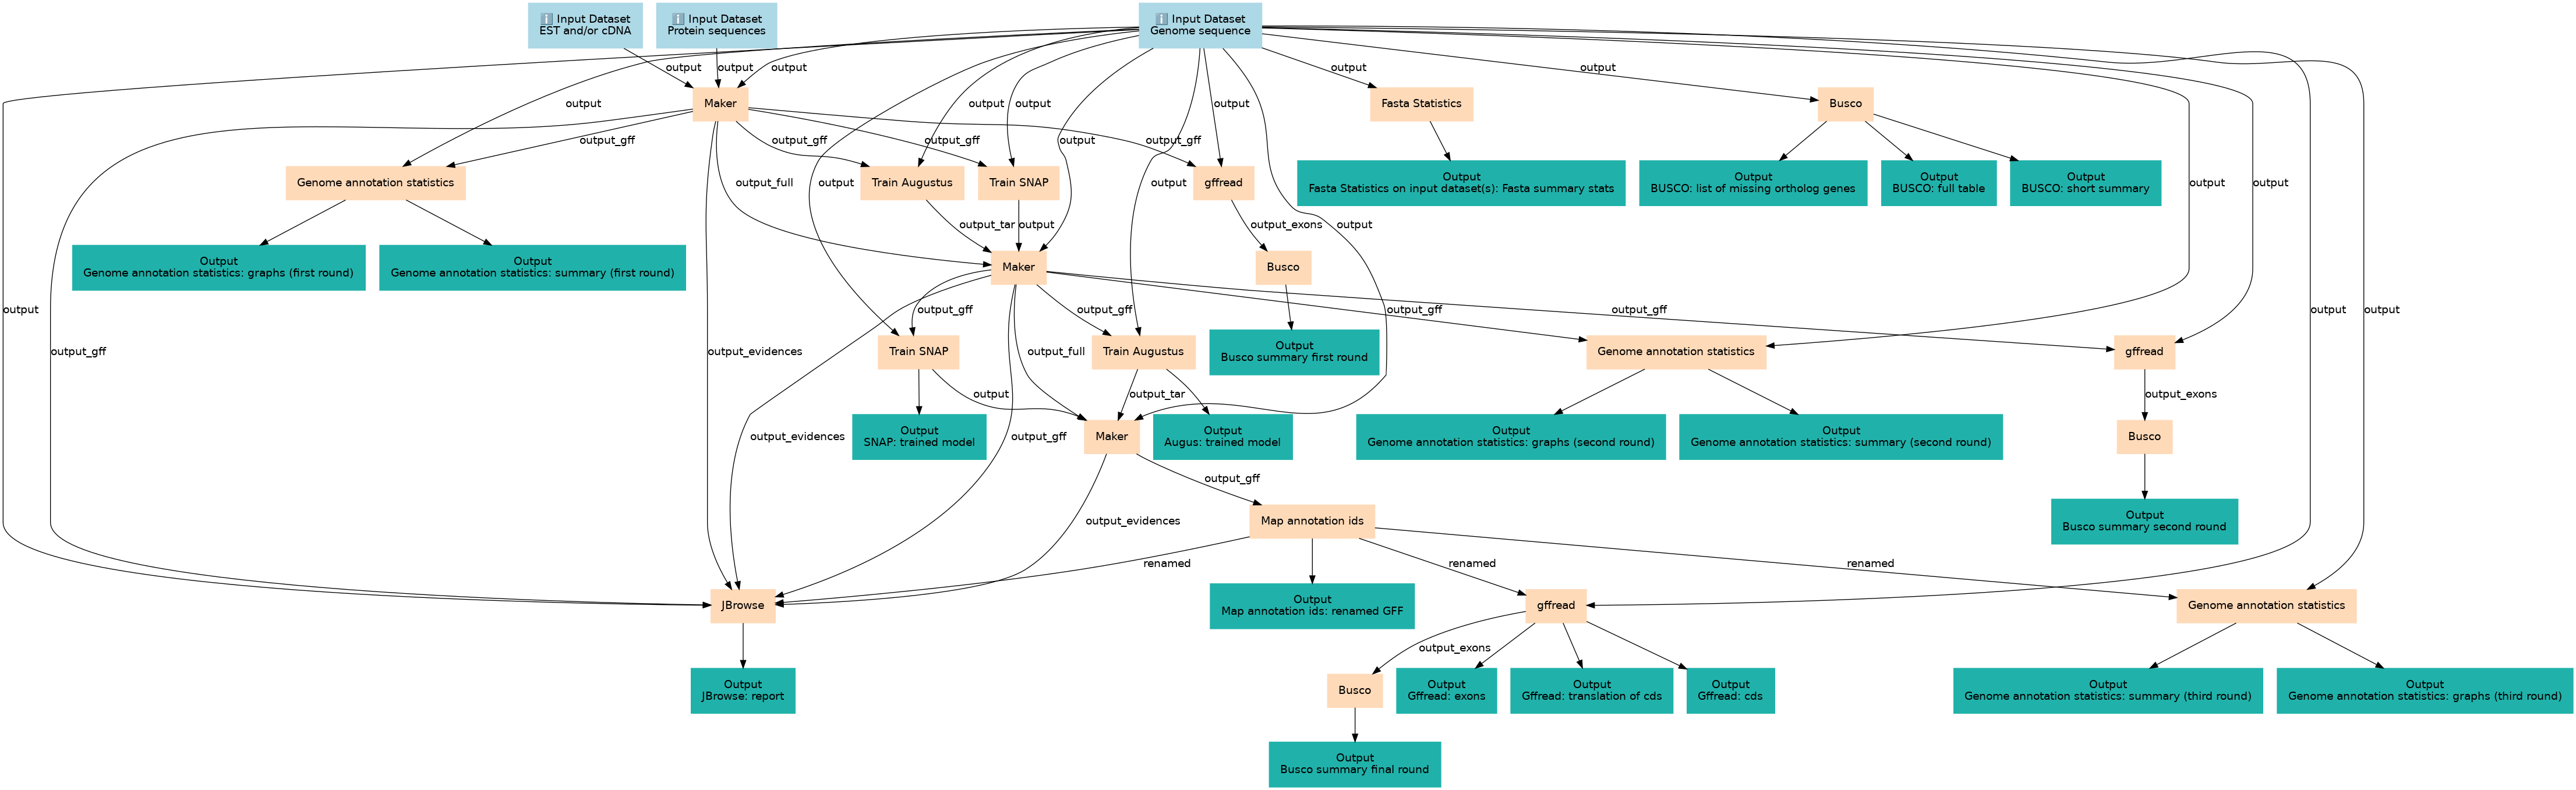 ℹ️ Input Dataset
EST and/or cDNA
ℹ️ Input Dataset
Protein sequences
ℹ️ Input Dataset
Genome sequence
output
output
output
output
output
Maker
output
output
output
output_gff
output_gff
output_gff
output_gff
Fasta Statistics
Busco
Genome annotation statistics
output_full
Train Augustus
Train SNAP
output
output
output
gffread
Output
Fasta Statistics on input dataset(s): Fasta summary stats
Output
BUSCO: list of missing ortholog genes
Output
BUSCO: full table
Output
BUSCO: short summary
output
output
output_tar
output
output
output_exons
Output
Genome annotation statistics: graphs (first round)
Output
Genome annotation statistics: summary (first round)
Maker
Busco
output
output_gff
output_gff
output_gff
output_gff
output
output
output_gff
output_evidences
Train SNAP
output_full
Train Augustus
Output
Busco summary first round
Genome annotation statistics
gffread
output
output_tar
output_exons
output_evidences
output_gff
Output
SNAP: trained model
Maker
Output
Augus: trained model
Output
Genome annotation statistics: graphs (second round)
Output
Genome annotation statistics: summary (second round)
Busco
output_gff
output_evidences
Map annotation ids
Output
Busco summary second round
renamed
renamed
renamed
JBrowse
Output
Map annotation ids: renamed GFF
gffread
Genome annotation statistics
output_exons
Output
JBrowse: report
Busco
Output
Gffread: exons
Output
Gffread: translation of cds
Output
Gffread: cds
Output
Genome annotation statistics: summary (third round)
Output
Genome annotation statistics: graphs (third round)
Output
Busco summary final round